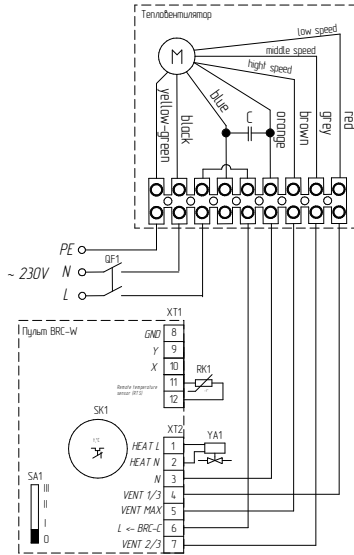 Тепловентилятор
low speed
M
middle speed
hight speed
yellow-green
black
blue
C
orange
brown
grey
red
PE
~ 230V
N
QF1
L
Пульт BRC-W
XT1
GND 8
Y 9
X 10
Remote temperature
sensor (RTS)
11
12
RK1
SK1
t,°C
XT2
HEAT L 1
YA1
HEAT N 2
N 3
VENT 1/3 4
VENT MAX 5
L <- BRC-C 6
VENT 2/3 7
SA1
III
II
I
0